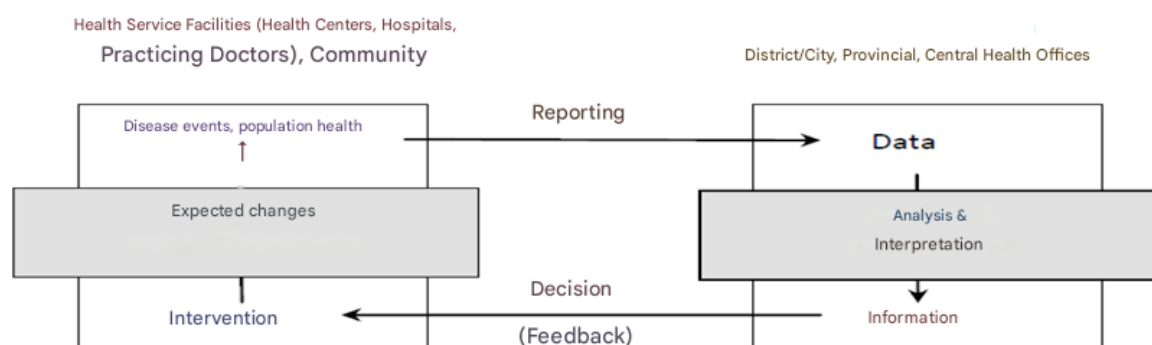 Health Service Facilities (Health Centers, Hospitals,
Practicing Doctors), Community
District/City, Provincial, Central Health Offices
Disease events, population health
Reporting
Data
Expected changes
Analysis &
Interpretation
Intervention
Decision
(Feedback)
Information